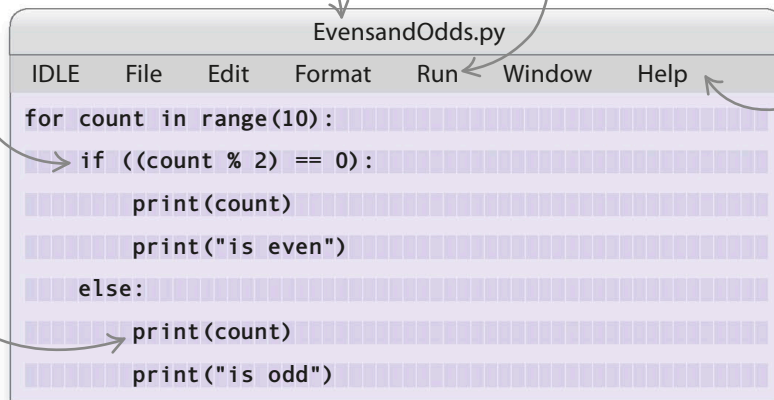 EvensandOdds.py
IDLE File Edit Format Run Window Help
for count in range(10):
    if ((count % 2) == 0):
        print(count)
        print("is even")
    else:
        print(count)
        print("is odd")